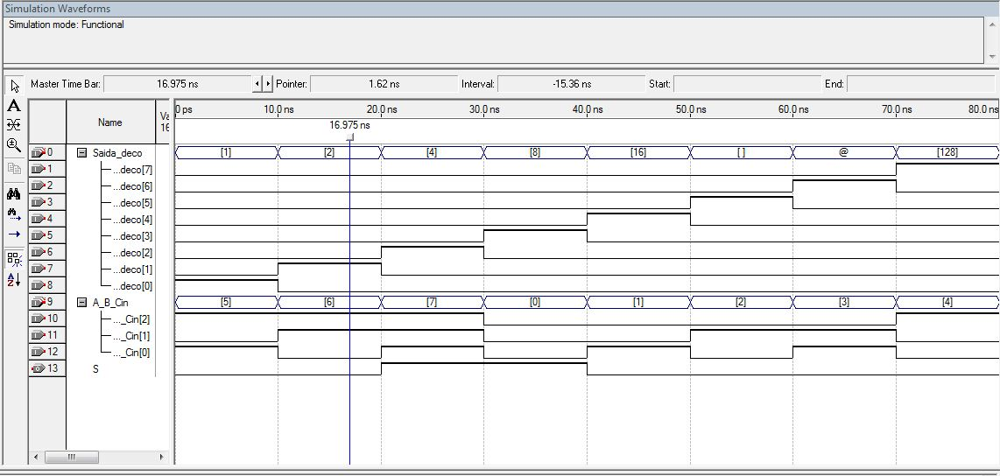 Simulation Waveforms
Simulation mode: Functional
Master Time Bar: 16.975 ns Pointer: 1.62 ns Interval: -15.36 ns Start: End:
Name Va 16
0 ps 10.0 ns 20.0 ns 30.0 ns 40.0 ns 50.0 ns 60.0 ns 70.0 ns 80.0 ns
16.975 ns
0 Saida_deco [1] [2] [4] [8] [16] [ ] @ [128]
1 ...deco[7]
2 ...deco[6]
3 ...deco[5]
4 ...deco[4]
5 ...deco[3]
6 ...deco[2]
7 ...deco[1]
8 ...deco[0]
9 A_B_Cin [5] [6] [7] [0] [1] [2] [3] [4]
10 ..._Cin[2]
11 ..._Cin[1]
12 ..._Cin[0]
13 S